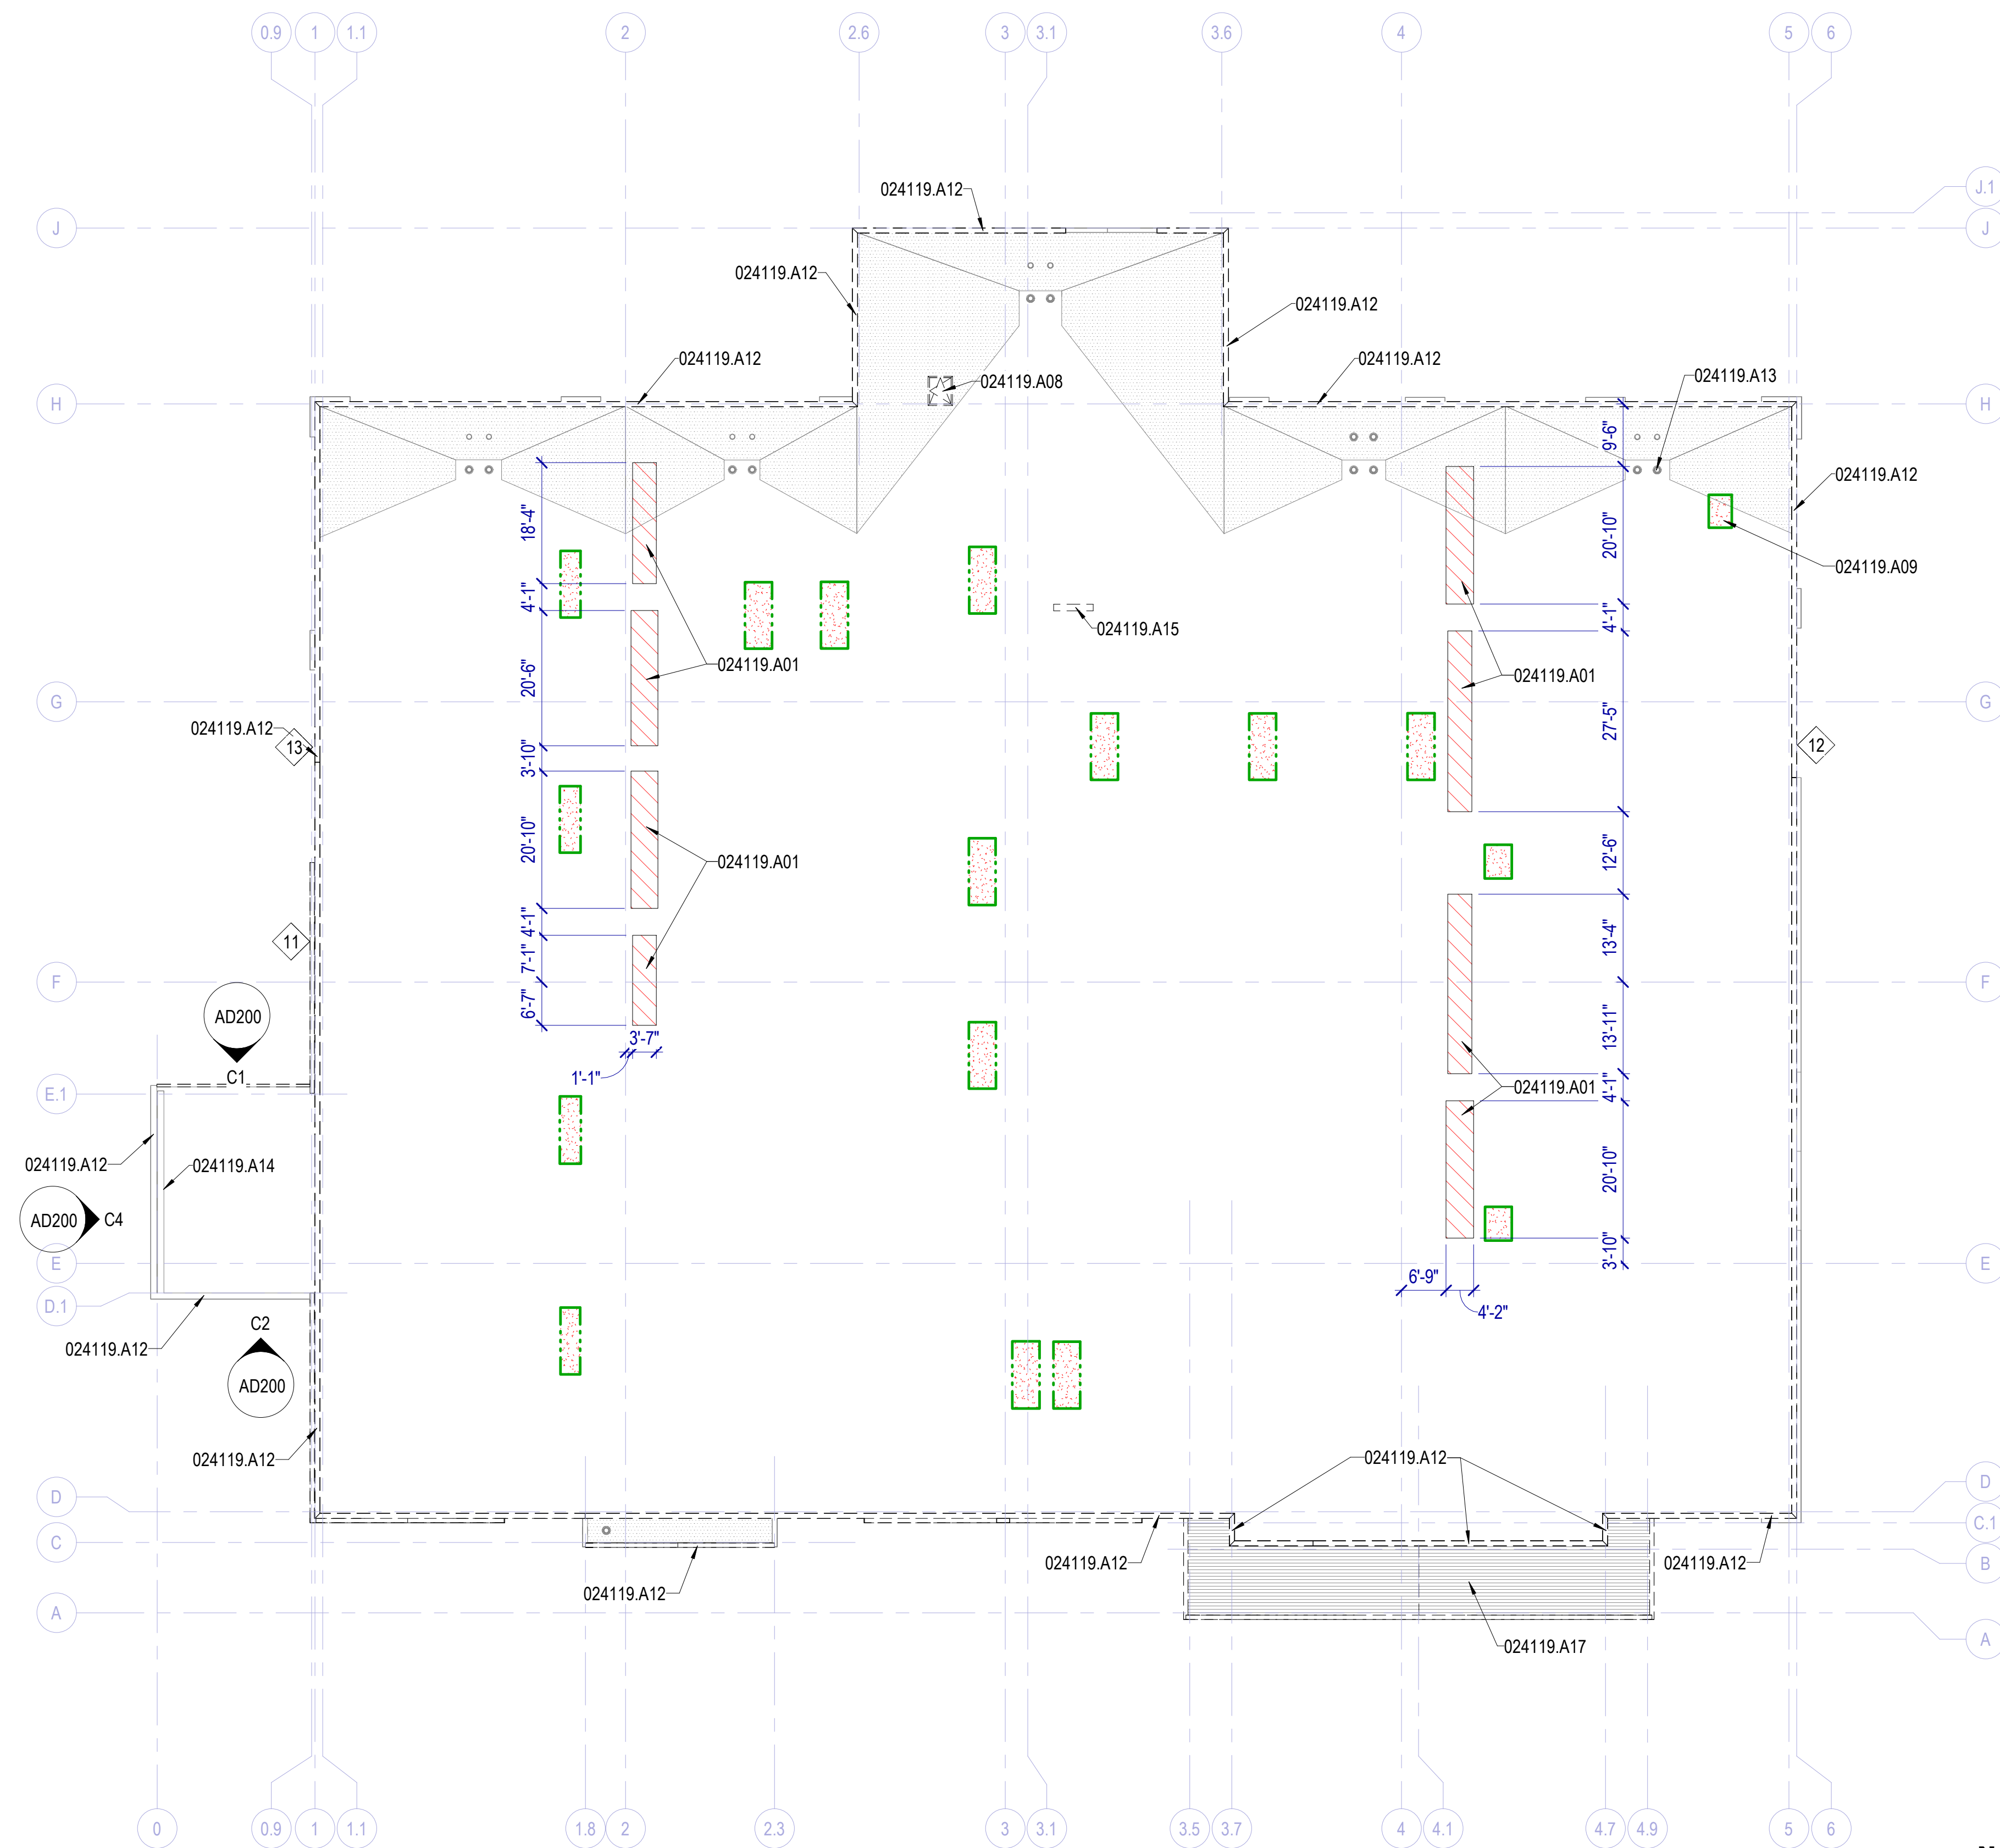 0.9 1 1.1 2 2.6 3 3.1 3.6 4 5 6
J.1
024119.A12
J J
024119.A12
024119.A12
024119.A12 024119.A12
024119.A08 024119.A13
H H
9'-6"
024119.A12
18'-4" 20'-10"
024119.A09
4'-1" 4'-1"
024119.A15
024119.A01 024119.A01
20'-6" 27'-5"
G G
024119.A12
13 12
3'-10"
20'-10" 12'-6"
024119.A01
4'-1" 13'-4"
11
7'-1"
F F
6'-7" 13'-11"
AD200
3'-7"
C1 1'-1"
024119.A01
E.1 4'-1"
024119.A12 024119.A14
20'-10"
AD200 C4
3'-10"
E E
6'-9"
D.1 4'-2"
C2
024119.A12
AD200
024119.A12 024119.A12
D D
C.1
C
024119.A12 024119.A12 B
024119.A12
A
024119.A17 A
0 0.9 1 1.1 1.8 2 2.3 3 3.1 3.5 3.7 4 4.1 4.7 4.9 5 6